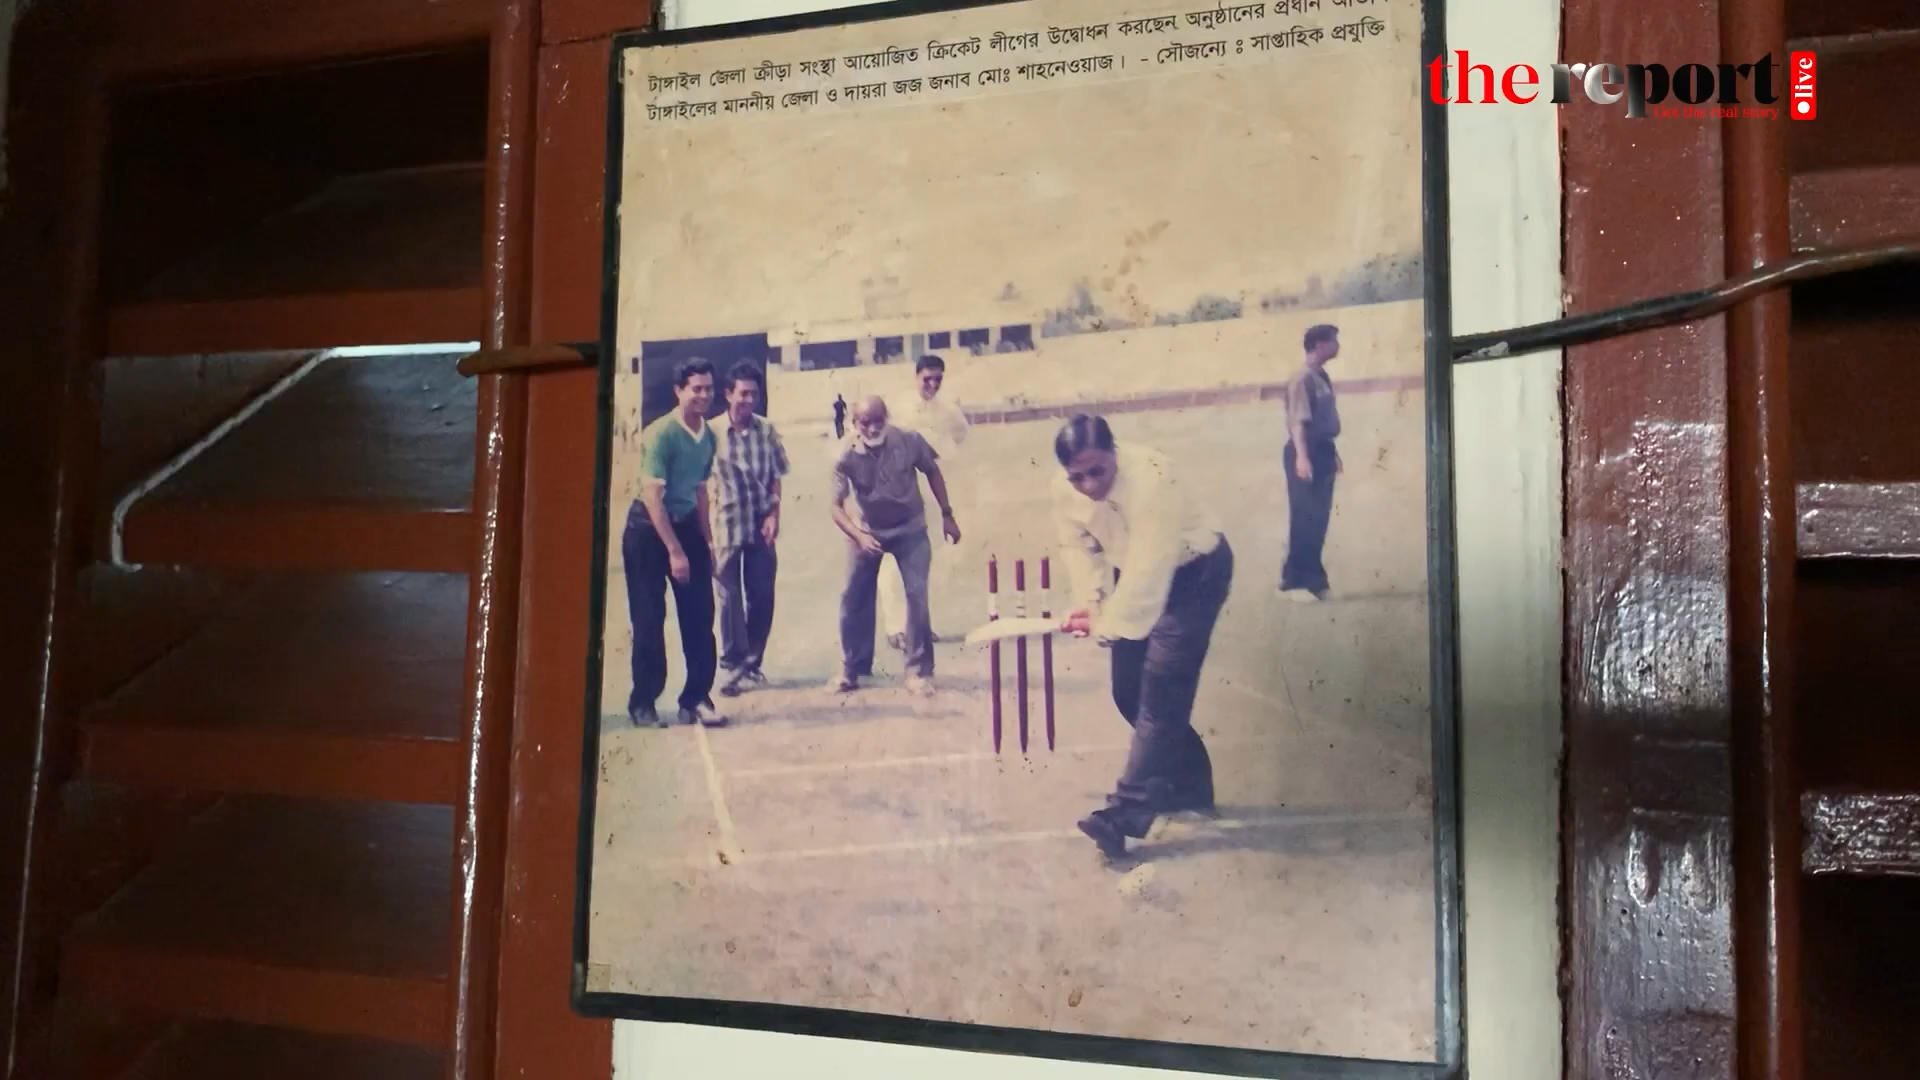 টাঙ্গাইল জেলা ক্রীড়া সংস্থা আয়োজিত ক্রিকেট লীগের উদ্বোধন করছেন অনুষ্ঠানের প্রধান
টাঙ্গাইলের মাননীয় জেলা ও দায়রা জজ জনাব মোঃ শাহনেওয়াজ। - সৌজন্যে ঃ সাপ্তাহিক প্রযুক্তি
the report live
Get the real story